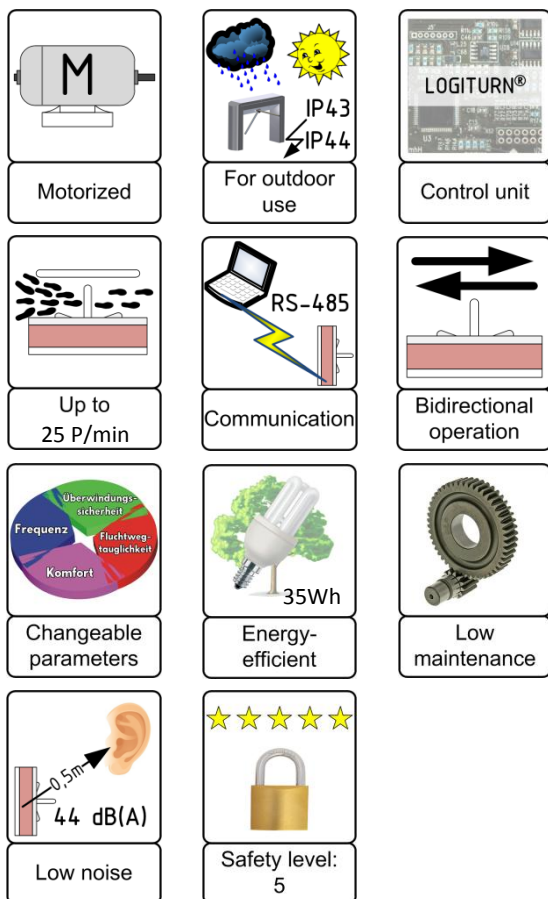 M
Motorized
IP43
IP44
For outdoor
use
LOGITURN®
U3
Control unit
Up to
25 P/min
RS-485
Communication
Bidirectional
operation
Überwindungs-
sicherheit
Frequenz
Fluchtweg-
tauglichkeit
Komfort
Changeable
parameters
35Wh
Energy-
efficient
Low
maintenance
0,5m
44 dB(A)
Low noise
Safety level:
5